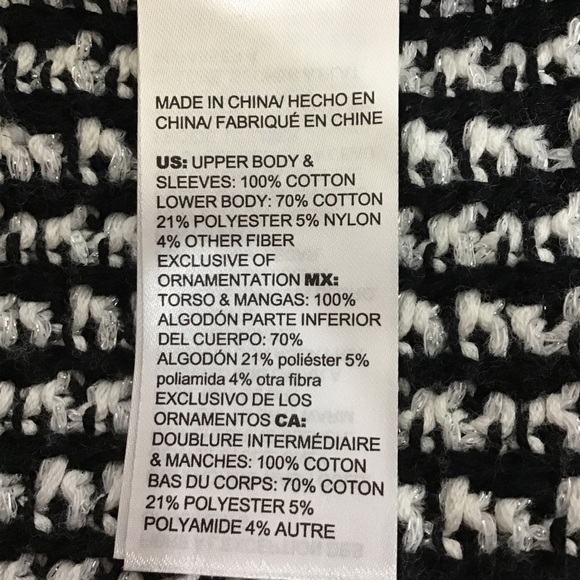 MADE IN CHINA/ HECHO EN
CHINA/ FABRIQUÉ EN CHINE
US: UPPER BODY &
SLEEVES: 100% COTTON
LOWER BODY: 70% COTTON
21% POLYESTER 5% NYLON
4% OTHER FIBER
EXCLUSIVE OF
ORNAMENTATION MX:
TORSO & MANGAS: 100%
ALGODÓN PARTE INFERIOR
DEL CUERPO: 70%
ALGODÓN 21% poliéster 5%
poliamida 4% otra fibra
EXCLUSIVO DE LOS
ORNAMENTOS CA:
DOUBLURE INTERMÉDIAIRE
& MANCHES: 100% COTON
BAS DU CORPS: 70% COTON
21% POLYESTER 5%
POLYAMIDE 4% AUTRE